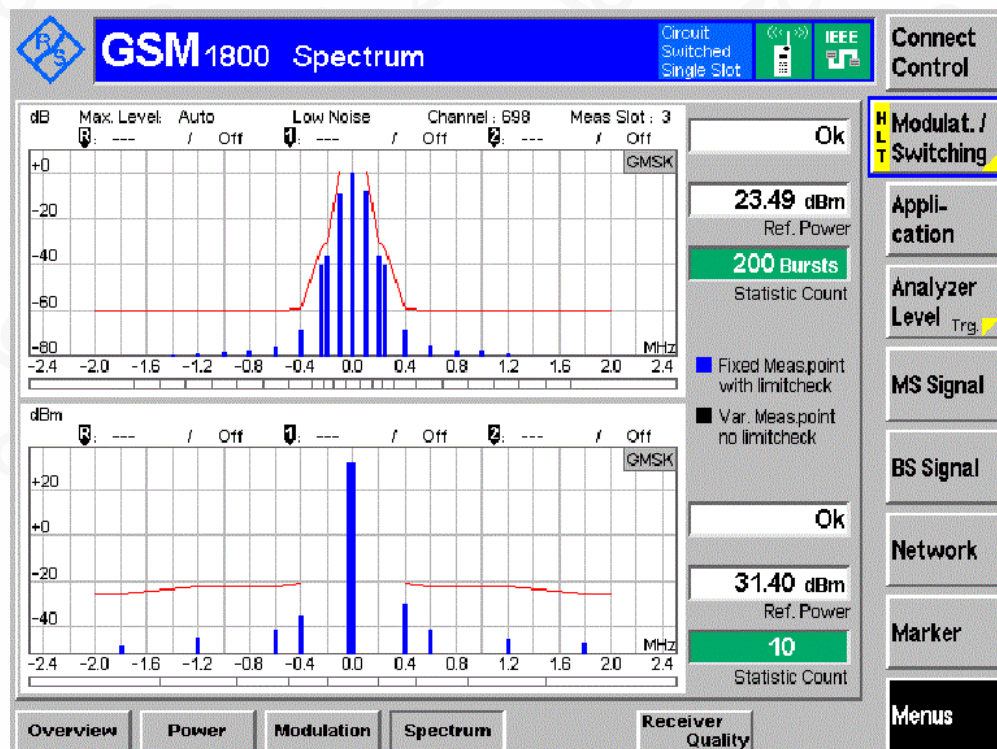 R/S
GSM 1800 Spectrum
Circuit
Switched
Single Slot
IEEE
Connect
Control
dB Max. Level: Auto Low Noise Channel : 698 Meas Slot : 3
R: --- / Off 1: --- / Off 2: --- / Off
GMSK
+0
-20
-40
-60
-80
MHz
-2.4 -2.0 -1.6 -1.2 -0.8 -0.4 0.0 0.4 0.8 1.2 1.6 2.0 2.4
Ok
23.49 dBm
Ref. Power
200 Bursts
Statistic Count
Fixed Meas.point
with limitcheck
Var. Meas.point
no limitcheck
dBm
R: --- / Off 1: --- / Off 2: --- / Off
GMSK
+20
+0
-20
-40
MHz
-2.4 -2.0 -1.6 -1.2 -0.8 -0.4 0.0 0.4 0.8 1.2 1.6 2.0 2.4
Ok
31.40 dBm
Ref. Power
10
Statistic Count
HLT
Modulat. /
Switching
Appli-
cation
Analyzer
Level Trg.
MS Signal
BS Signal
Network
Marker
Menus
Overview
Power
Modulation
Spectrum
Receiver
Quality